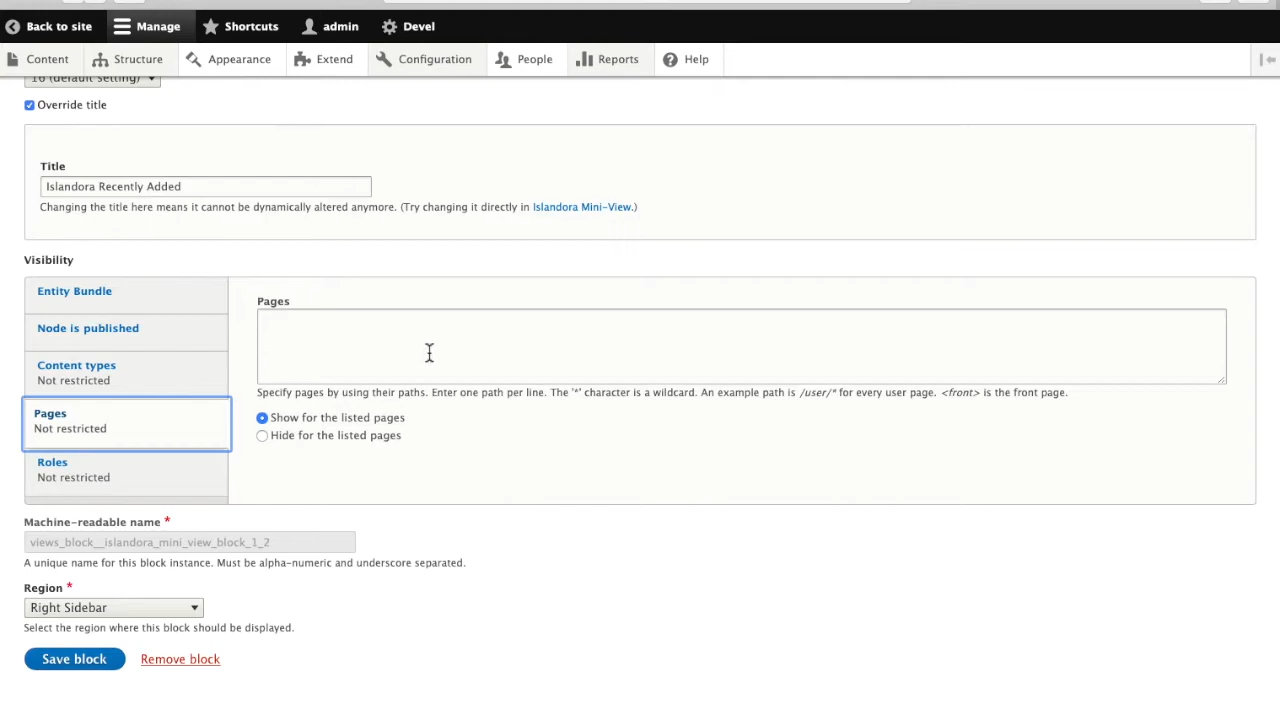 Back to site Manage Shortcuts admin Devel
Content Structure Appearance Extend Configuration People Reports Help
16 (default setting)
Override title
Title
Islandora Recently Added
Changing the title here means it cannot be dynamically altered anymore. (Try changing it directly in Islandora Mini-View.)
Visibility
Entity Bundle
Node is published
Content types
Not restricted
Pages
Not restricted
Roles
Not restricted
Pages
Specify pages by using their paths. Enter one path per line. The '*' character is a wildcard. An example path is /user/* for every user page. <front> is the front page.
Show for the listed pages
Hide for the listed pages
Machine-readable name *
views_block__islandora_mini_view_block_1_2
A unique name for this block instance. Must be alpha-numeric and underscore separated.
Region *
Right Sidebar
Select the region where this block should be displayed.
Save block Remove block